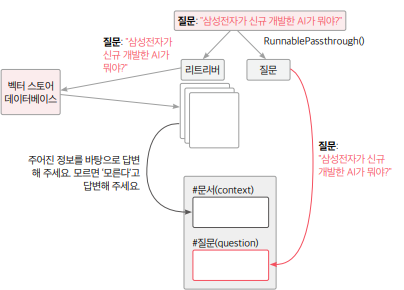 질문: "삼성전자가 신규 개발한 AI가 뭐야?"
질문: "삼성전자가
신규 개발한 AI가
뭐야?"
RunnablePassthrough()
리트리버
질문
벡터 스토어
데이터베이스
질문:
"삼성전자가 신규
개발한 AI가 뭐야?"
주어진 정보를 바탕으로 답변
해 주세요. 모르면 '모른다'고
답변해 주세요.
#문서(context)
#질문(question)